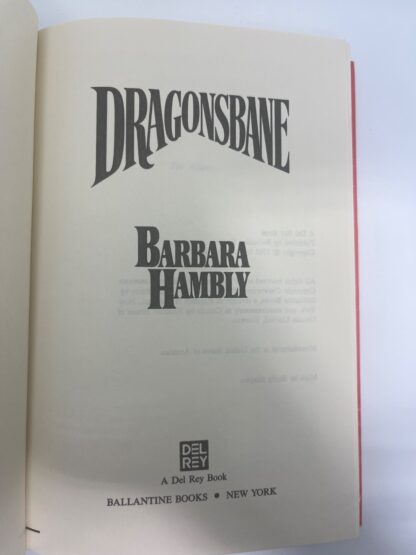 DRAGONSBANE
BARBARA
HAMBLY
DEL
REY
A Del Rey Book
BALLANTINE BOOKS • NEW YORK